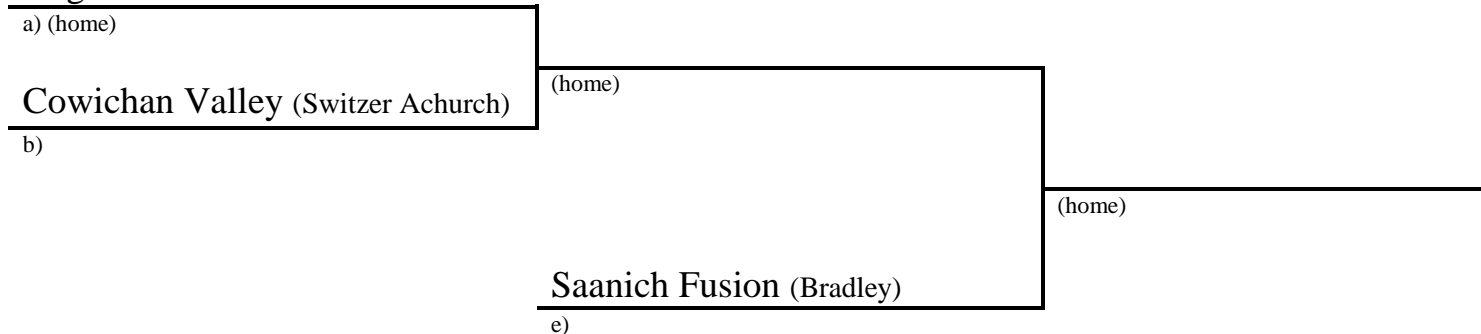 a) (home)
Cowichan Valley (Switzer Achurch)
(home)
b)
(home)
Saanich Fusion (Bradley)
e)